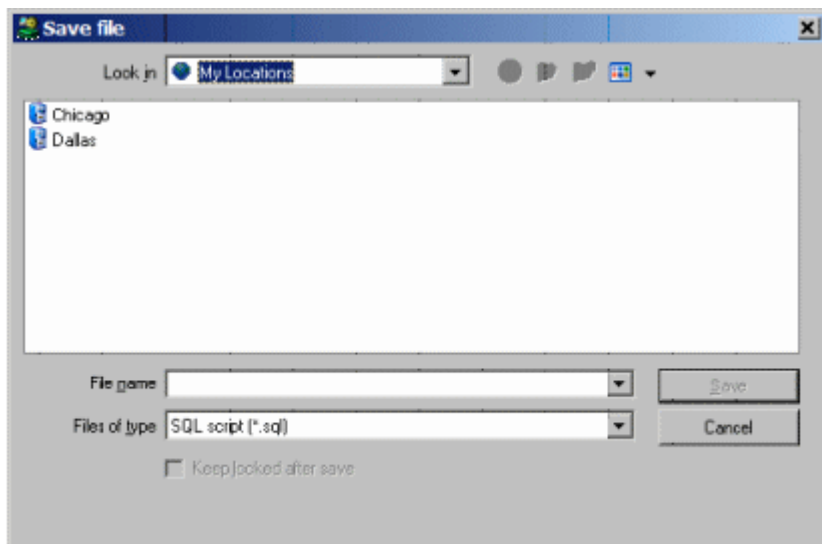 Save file
Look in My Locations
Chicago
Dallas
File name Save
Files of type SQL script (*.sql) Cancel
Keep locked after save